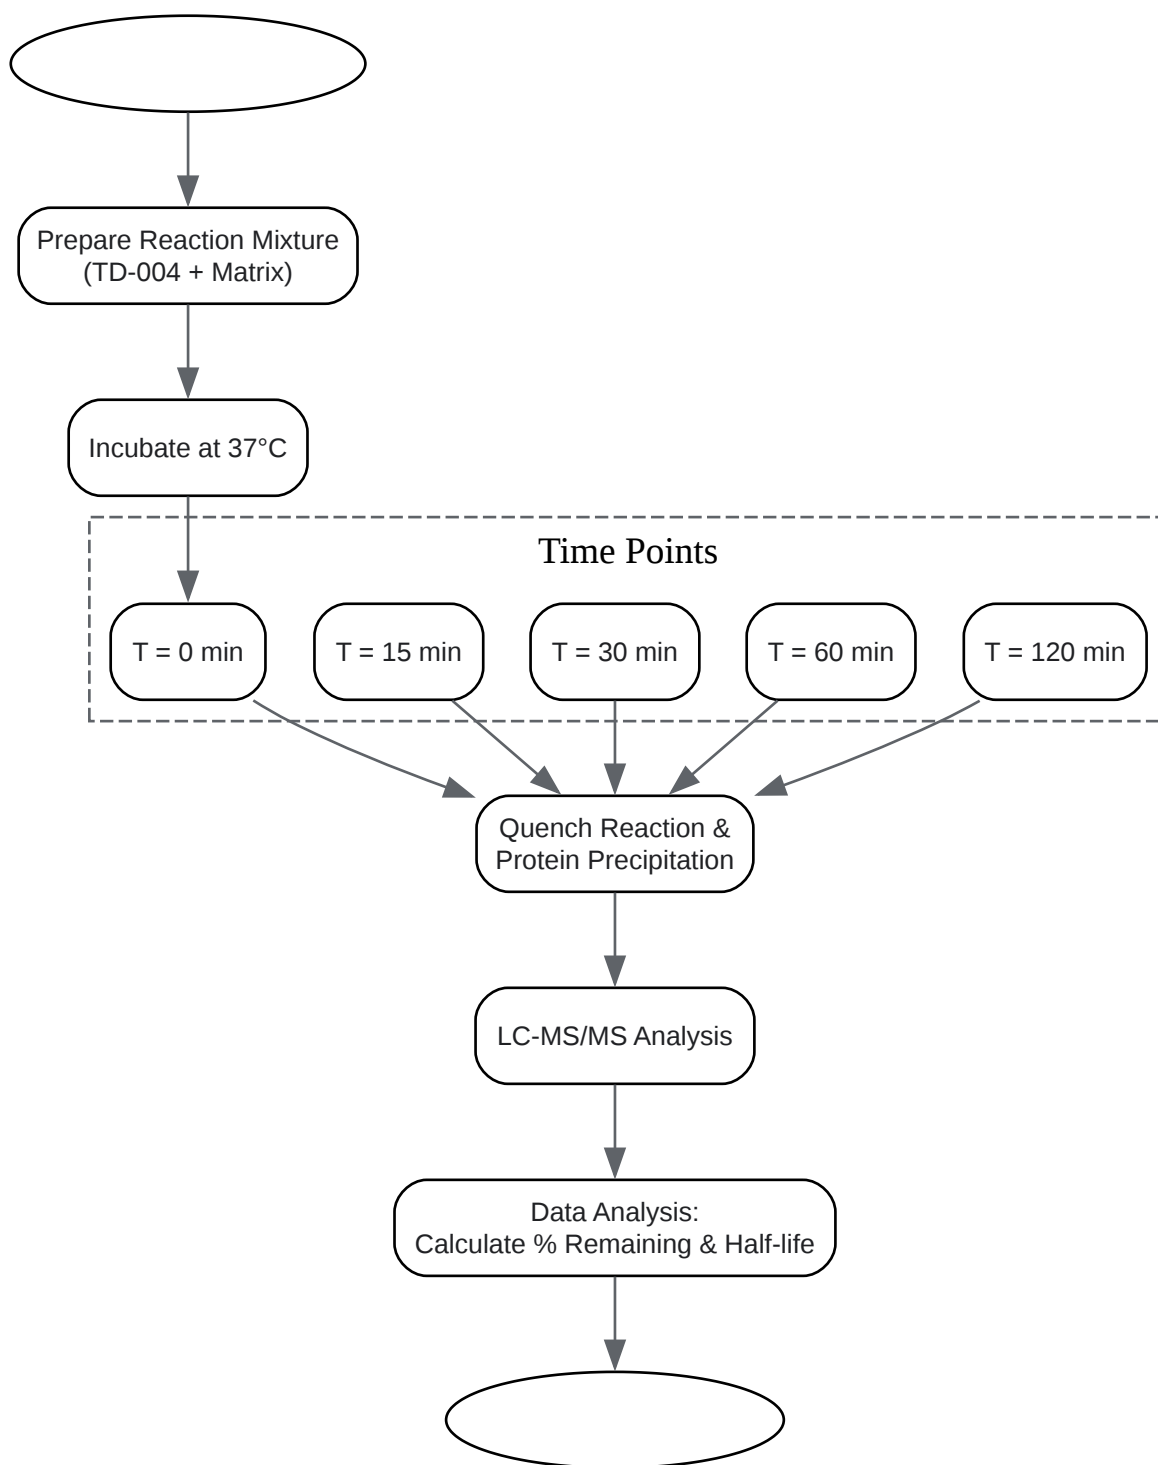 Prepare Reaction Mixture
(TD-004 + Matrix)
Incubate at 37°C
Time Points
T = 0 min
T = 15 min
T = 30 min
T = 60 min
T = 120 min
Quench Reaction &
Protein Precipitation
LC-MS/MS Analysis
Data Analysis:
Calculate % Remaining & Half-life